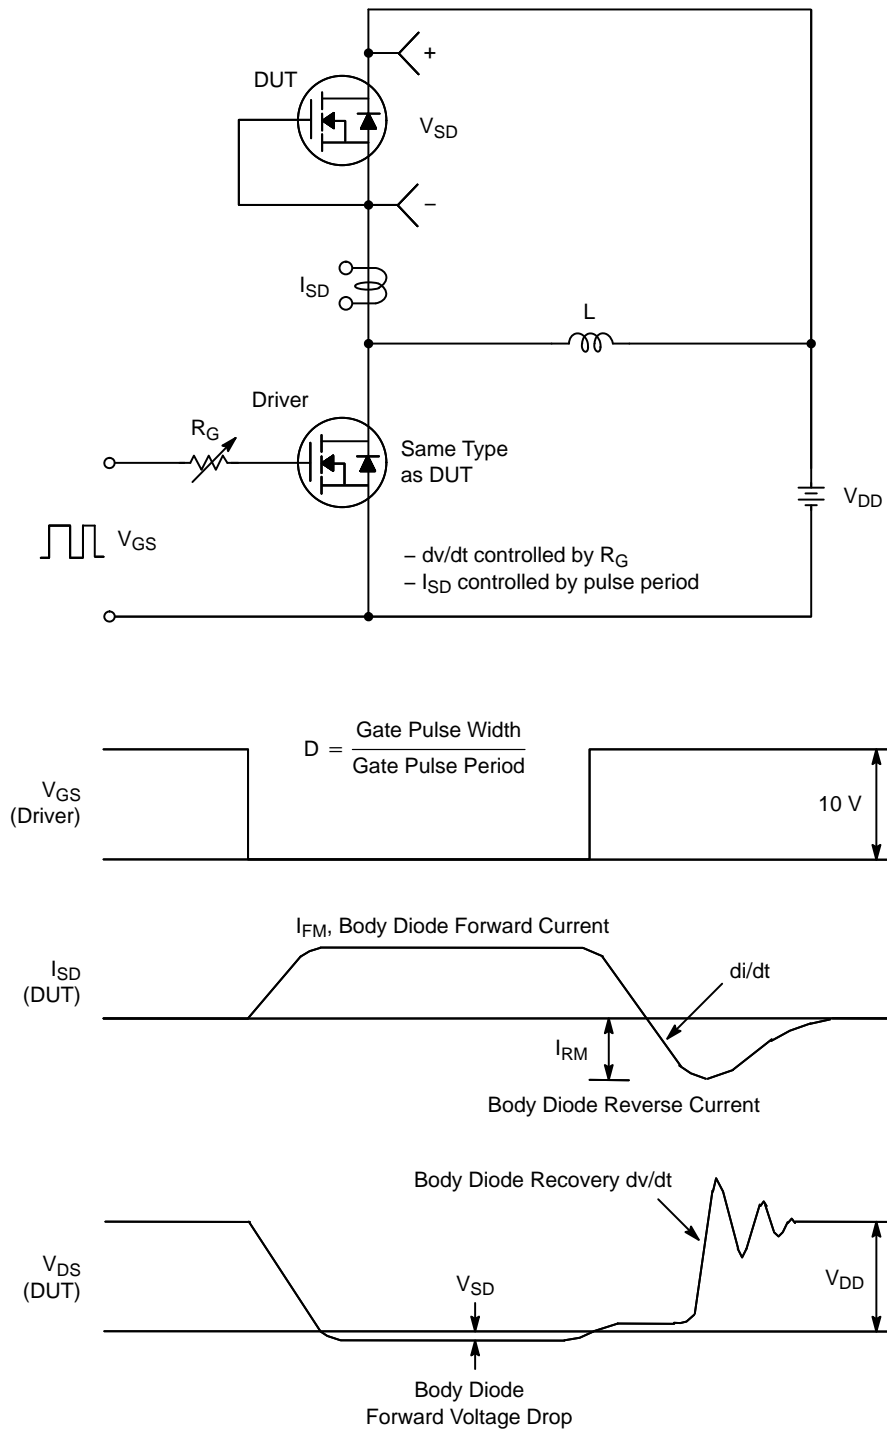 +
DUT
V_SD
−
I_SD
L
Driver
R_G
Same Type
as DUT
V_DD
V_GS
– dv/dt controlled by R_G
– I_SD controlled by pulse period
D = Gate Pulse Width
Gate Pulse Period
V_GS
(Driver)
10 V
I_FM, Body Diode Forward Current
I_SD
(DUT)
di/dt
I_RM
Body Diode Reverse Current
Body Diode Recovery dv/dt
V_DS
(DUT)
V_SD
V_DD
Body Diode
Forward Voltage Drop